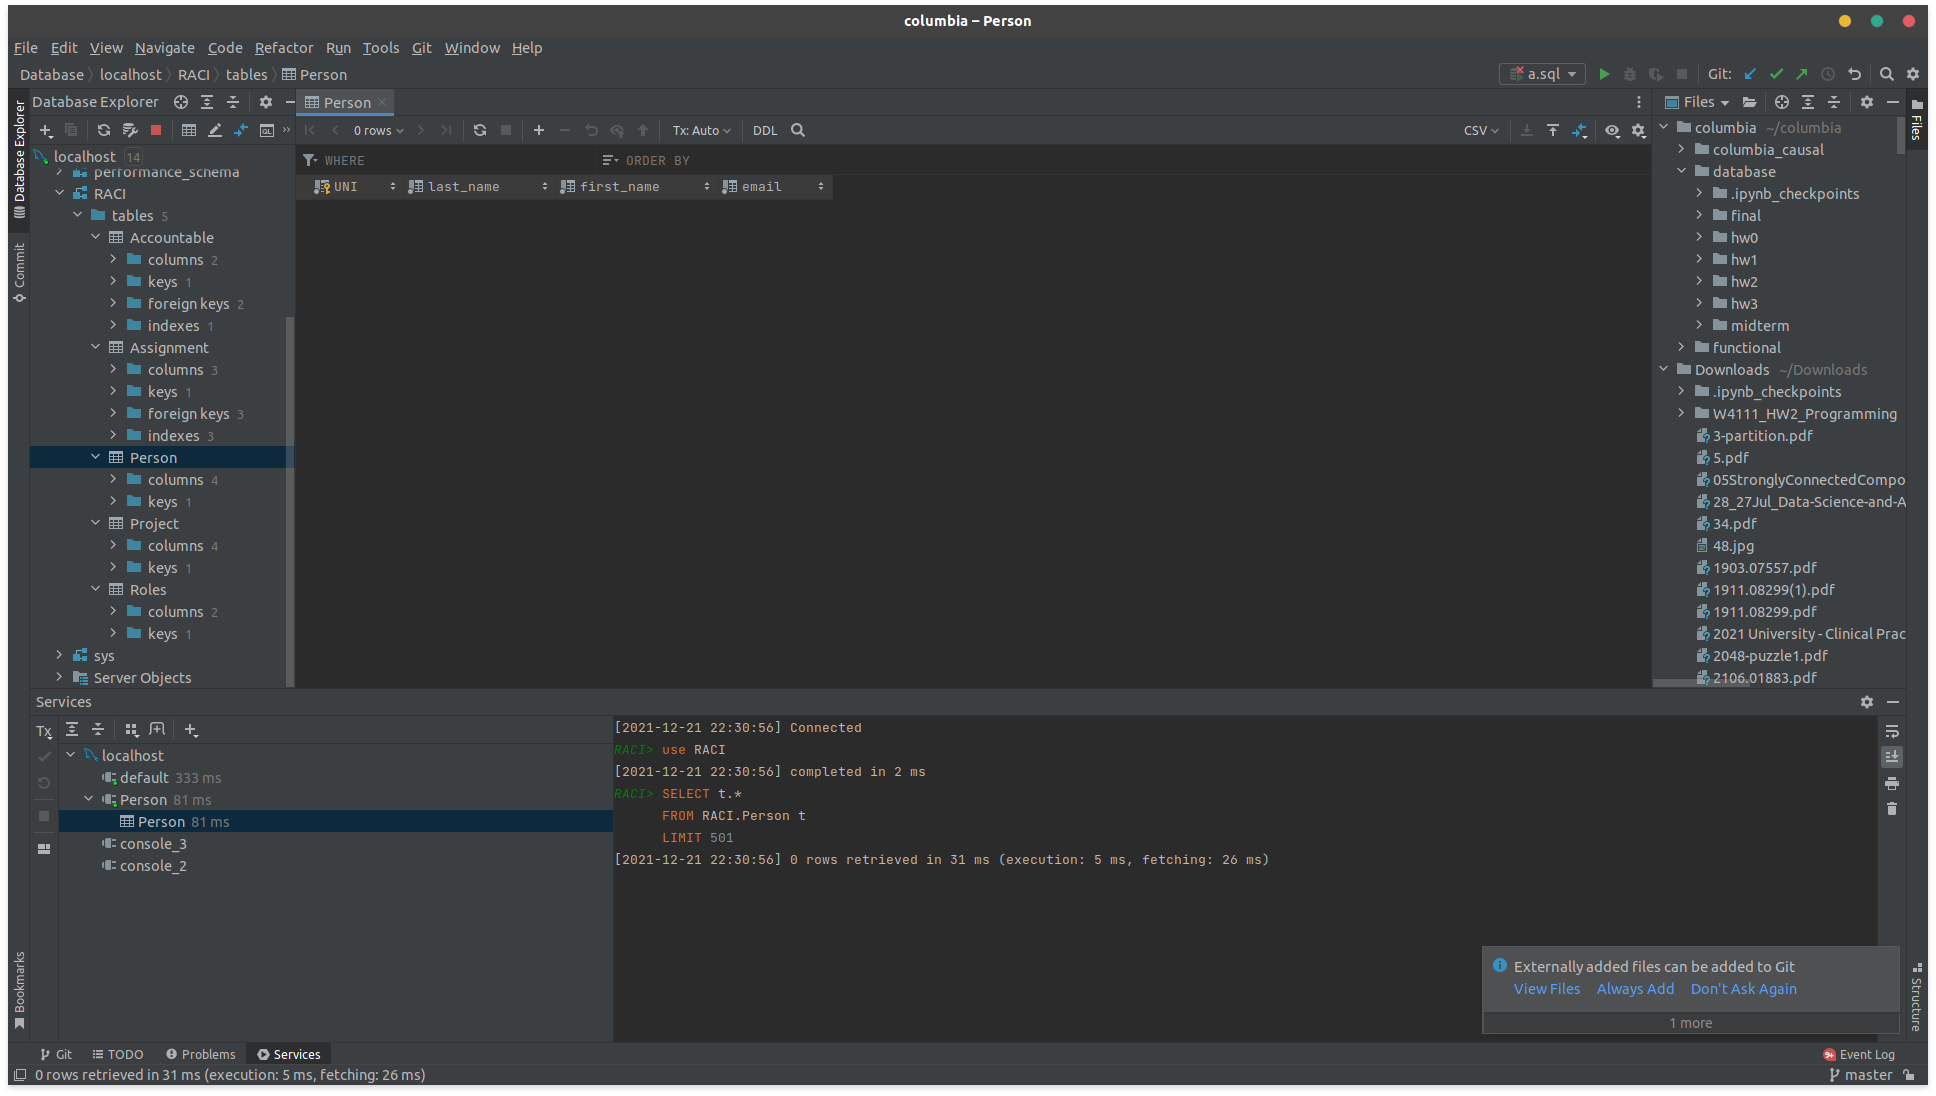 columbia – Person
File Edit View Navigate Code Refactor Run Tools Git Window Help
Database localhost RACI tables Person
a.sql
Git:
Database Explorer
Person
Files
0 rows
Tx: Auto
DDL
CSV
WHERE
ORDER BY
UNI last_name first_name email
localhost 14
performance_schema
RACI
tables 5
Accountable
columns 2
keys 1
foreign keys 2
indexes 1
Assignment
columns 3
keys 1
foreign keys 3
indexes 3
Person
columns 4
keys 1
Project
columns 4
keys 1
Roles
columns 2
keys 1
sys
Server Objects
columbia ~/columbia
columbia_causal
database
.ipynb_checkpoints
final
hw0
hw1
hw2
hw3
midterm
functional
Downloads ~/Downloads
.ipynb_checkpoints
W4111_HW2_Programming
3-partition.pdf
5.pdf
05StronglyConnectedCompo
28_27Jul_Data-Science-and-A
34.pdf
48.jpg
1903.07557.pdf
1911.08299(1).pdf
1911.08299.pdf
2021 University - Clinical Prac
2048-puzzle1.pdf
2106.01883.pdf
Database Explorer
Commit
Bookmarks
Files
Structure
Services
Tx
localhost
default 333 ms
Person 81 ms
Person 81 ms
console_3
console_2
[2021-12-21 22:30:56] Connected
RACI> use RACI
[2021-12-21 22:30:56] completed in 2 ms
RACI> SELECT t.*
FROM RACI.Person t
LIMIT 501
[2021-12-21 22:30:56] 0 rows retrieved in 31 ms (execution: 5 ms, fetching: 26 ms)
Externally added files can be added to Git
View Files Always Add Don't Ask Again
1 more
Git TODO Problems Services
9+ Event Log
0 rows retrieved in 31 ms (execution: 5 ms, fetching: 26 ms)
master